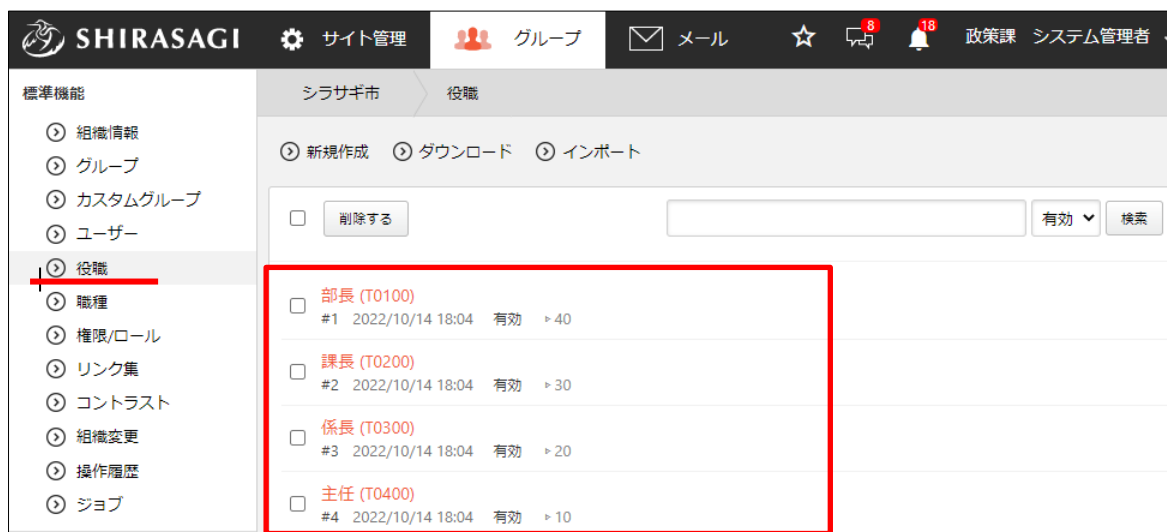 SHIRASAGI サイト管理 グループ メール 8 18 政策課 システム管理者
標準機能
組織情報
グループ
カスタムグループ
ユーザー
役職
職種
権限/ロール
リンク集
コントラスト
組織変更
操作履歴
ジョブ
シラサギ市 役職
新規作成 ダウンロード インポート
削除する 有効 検索
部長 (T0100)
#1 2022/10/14 18:04 有効 40
課長 (T0200)
#2 2022/10/14 18:04 有効 30
係長 (T0300)
#3 2022/10/14 18:04 有効 20
主任 (T0400)
#4 2022/10/14 18:04 有効 10